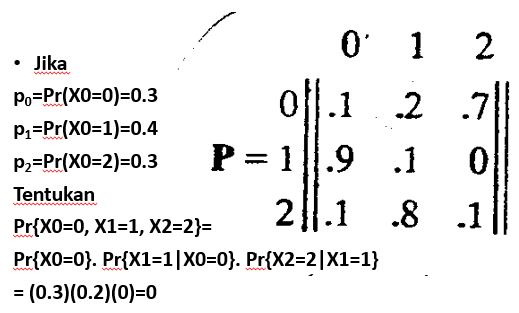 • Jika
p₀=Pr(X0=0)=0.3
p₁=Pr(X0=1)=0.4
p₂=Pr(X0=2)=0.3
Tentukan
Pr{X0=0, X1=1, X2=2}=
Pr{X0=0}. Pr{X1=1|X0=0}. Pr{X2=2|X1=1}
= (0.3)(0.2)(0)=0
0 1 2
0 .1 .2 .7
P = 1 .9 .1 0
2 .1 .8 .1